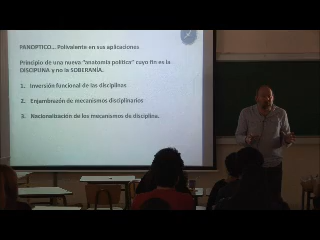 PANOPTICO... Polivalente en sus aplicaciones
Principio de una nueva "anatomía política" cuyo fin es la
DISCIPLINA y no la SOBERANÍA.
1. Inversión funcional de las disciplinas
2. Enjambrazón de mecanismos disciplinarios
3. Nacionalización de los mecanismos de disciplina.